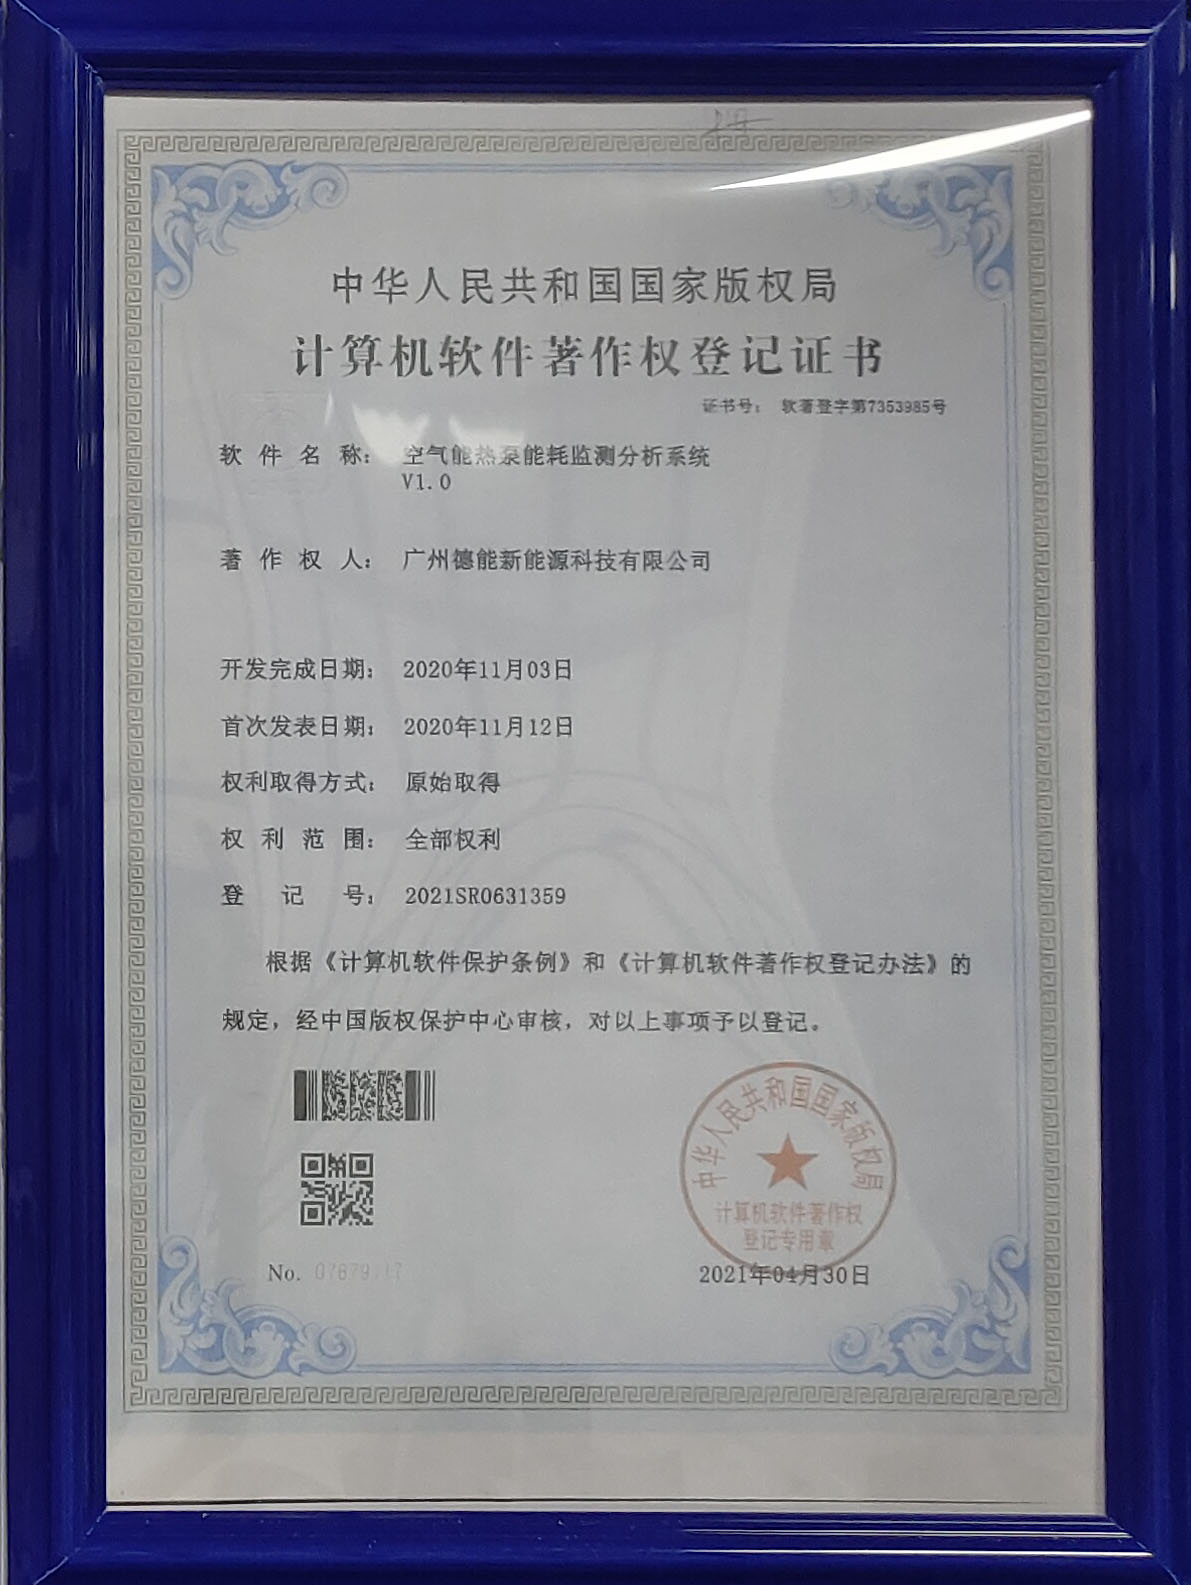 中华人民共和国国家版权局
计算机软件著作权登记证书
证书号： 软著登字第7353985号
软件名称： 空气能热泵能耗监测分析系统
V1.0
著作权人： 广州德能新能源科技有限公司
开发完成日期： 2020年11月03日
首次发表日期： 2020年11月12日
权利取得方式： 原始取得
权利范围： 全部权利
登记号： 2021SR0631359
根据《计算机软件保护条例》和《计算机软件著作权登记办法》的
规定，经中国版权保护中心审核，对以上事项予以登记。
中华人民共和国国家版权局
计算机软件著作权
登记专用章
No.
2021年04月30日